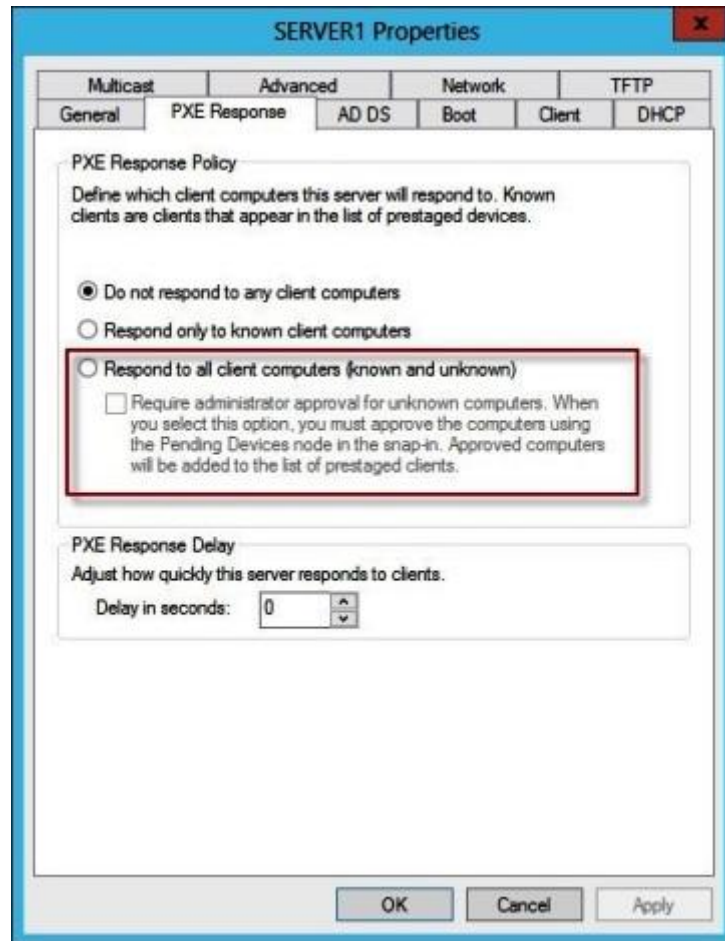 SERVER1 Properties
x
Multicast Advanced Network TFTP
General PXE Response AD DS Boot Client DHCP
PXE Response Policy
Define which client computers this server will respond to. Known
clients are clients that appear in the list of prestaged devices.
Do not respond to any client computers
Respond only to known client computers
Respond to all client computers (known and unknown)
Require administrator approval for unknown computers. When
you select this option, you must approve the computers using
the Pending Devices node in the snap-in. Approved computers
will be added to the list of prestaged clients.
PXE Response Delay
Adjust how quickly this server responds to clients.
Delay in seconds: 0
OK Cancel Apply